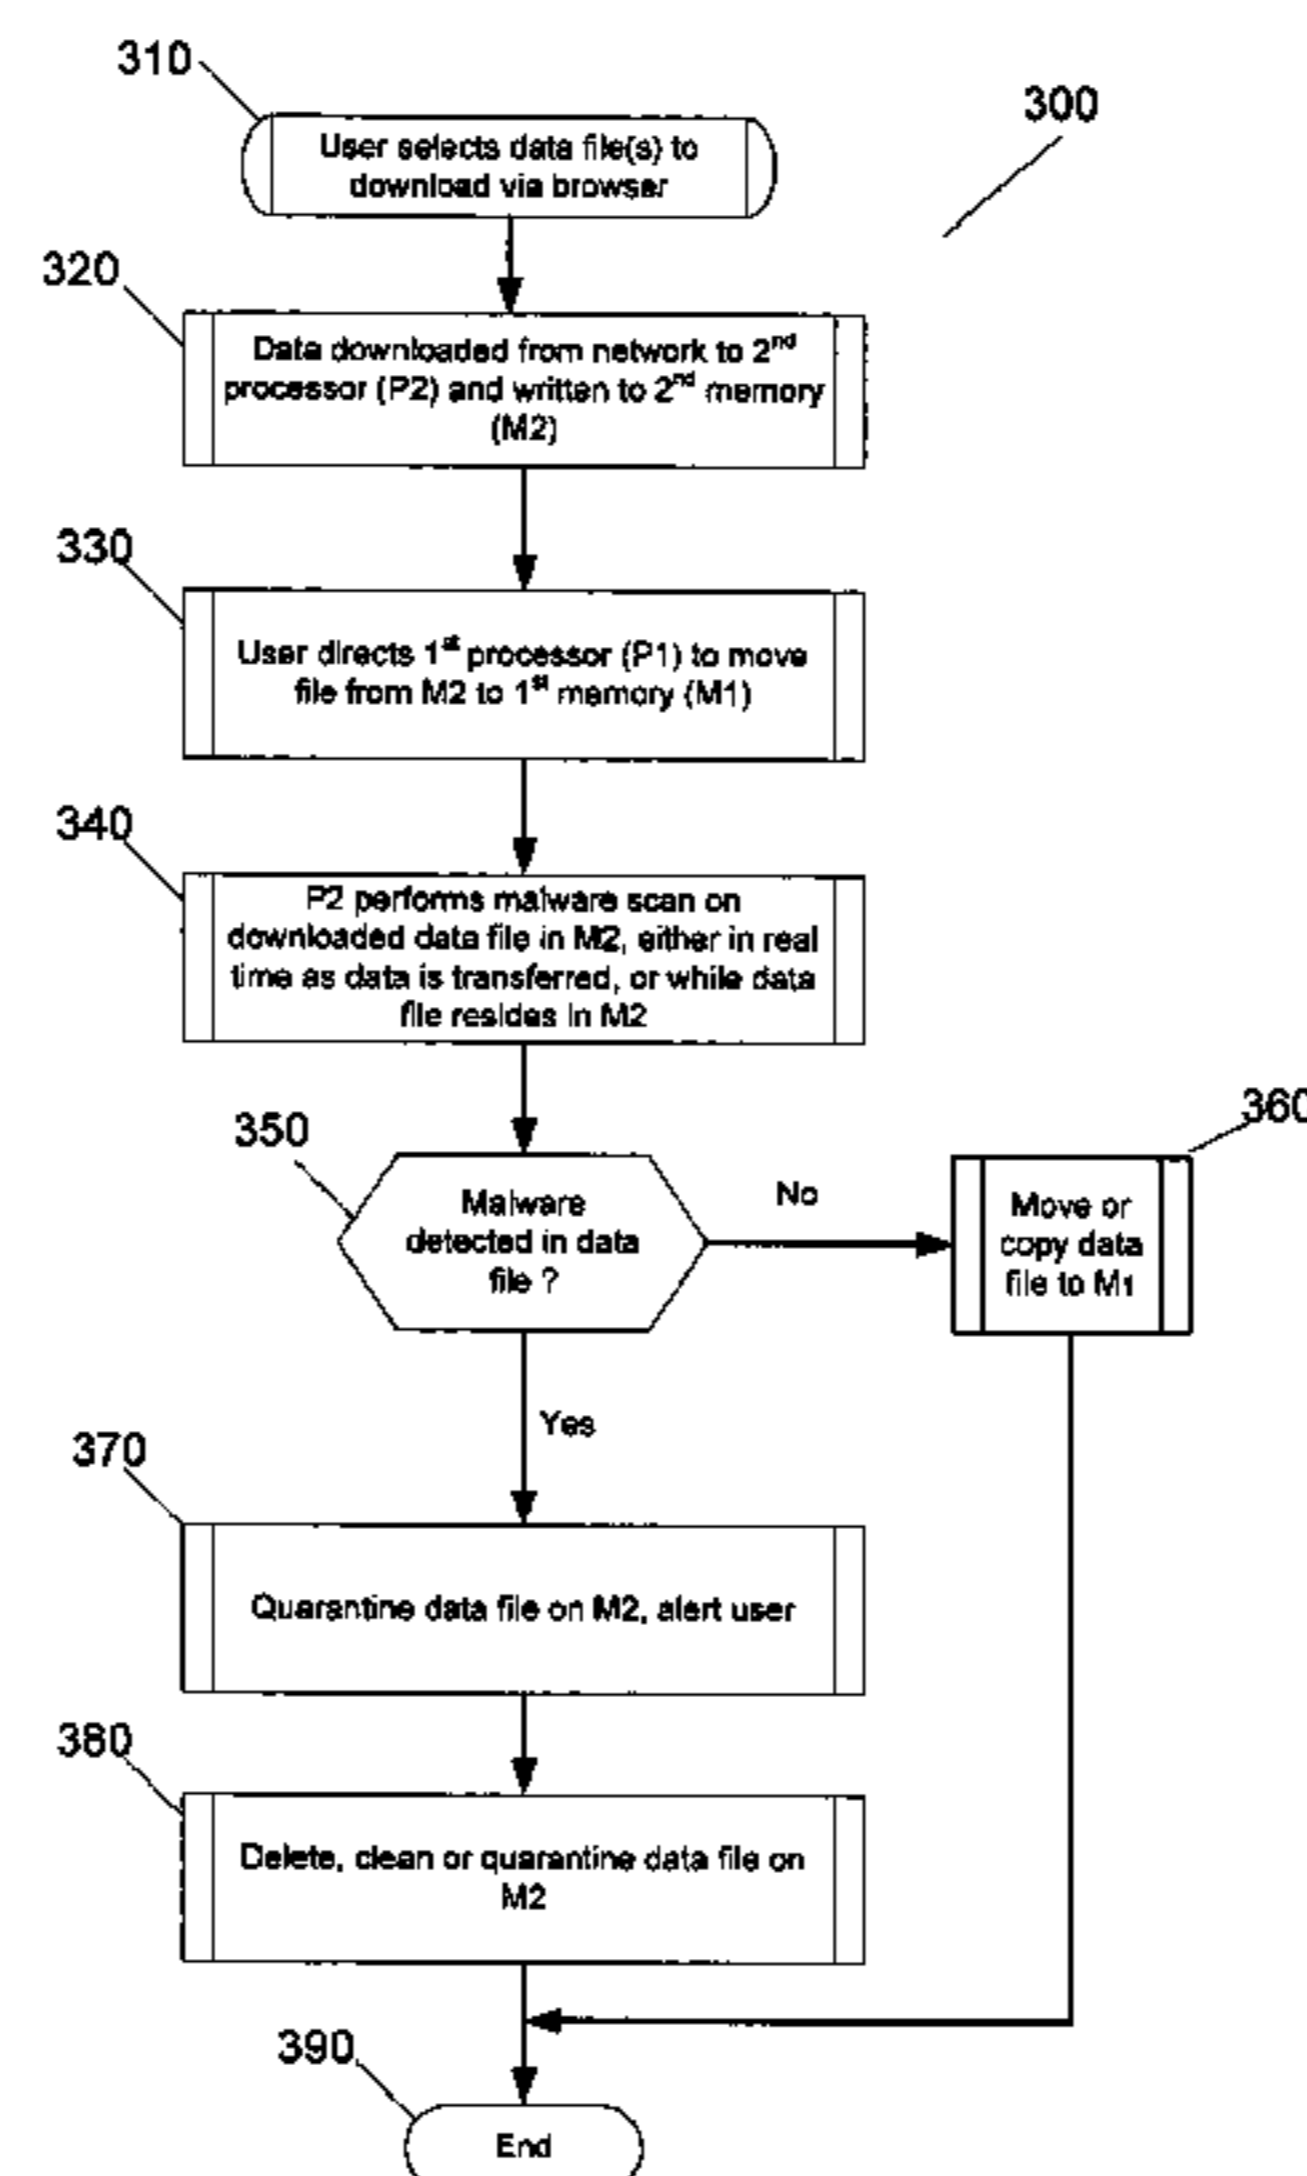 310
300
User selects data file(s) to
download via browser
320
Data downloaded from network to 2nd
processor (P2) and written to 2nd memory
(M2)
330
User directs 1st processor (P1) to move
file from M2 to 1st memory (M1)
340
P2 performs malware scan on
downloaded data file in M2, either in real
time as data is transferred, or while data
file resides in M2
350
360
Malware
detected in data
file ?
No
Move or
copy data
file to M1
Yes
370
Quarantine data file on M2, alert user
380
Delete, clean or quarantine data file on
M2
390
End